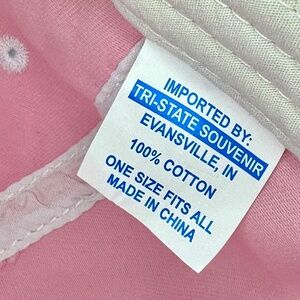 IMPORTED BY:
TRI-STATE SOUVENIR
EVANSVILLE, IN
100% COTTON
ONE SIZE FITS ALL
MADE IN CHINA